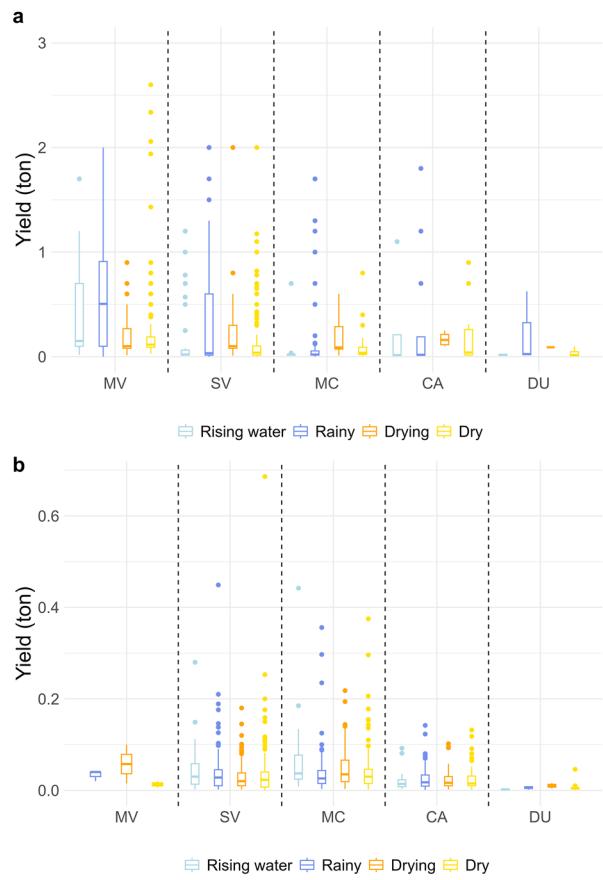 a
3
2
1
0
Yield (ton)
MV SV MC CA DU
Rising water Rainy Drying Dry
b
0.6
0.4
0.2
0.0
Yield (ton)
MV SV MC CA DU
Rising water Rainy Drying Dry